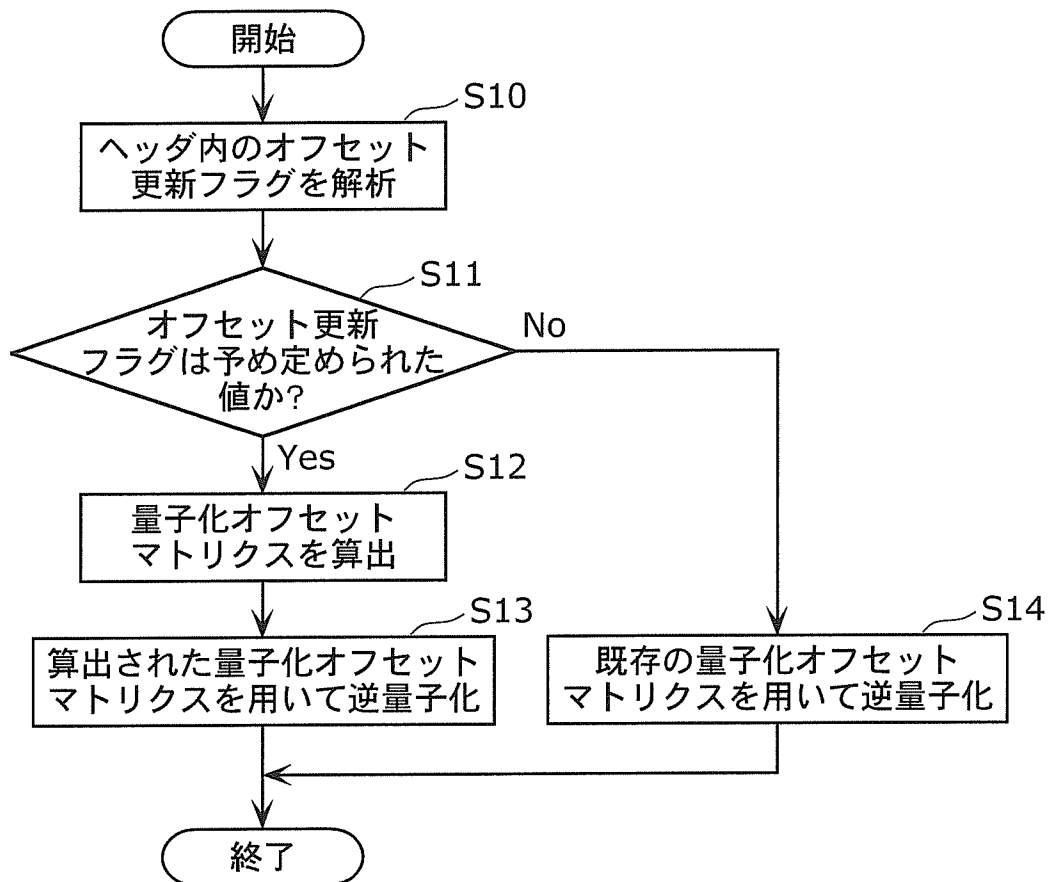 開始
S10
ヘッダ内のオフセット
更新フラグを解析
S11
オフセット更新
フラグは予め定められた
値か?
No
Yes
S12
量子化オフセット
マトリクスを算出
S13
算出された量子化オフセット
マトリクスを用いて逆量子化
S14
既存の量子化オフセット
マトリクスを用いて逆量子化
終了